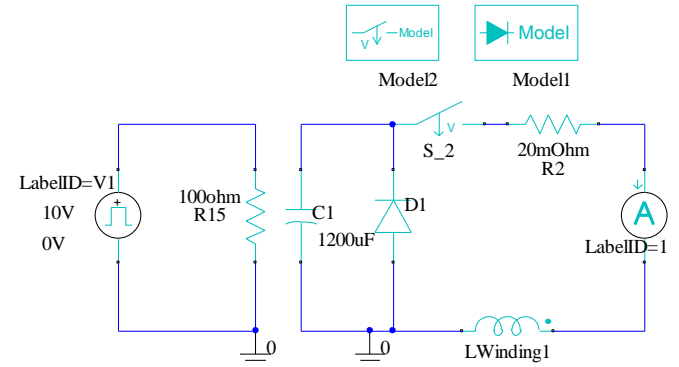 Model
Model
V
Model2
Model1
V
S_2
20mOhm
R2
LabelID=V1
10V
0V
+
100ohm
R15
C1
1200uF
D1
A
LabelID=1
0
0
LWinding1